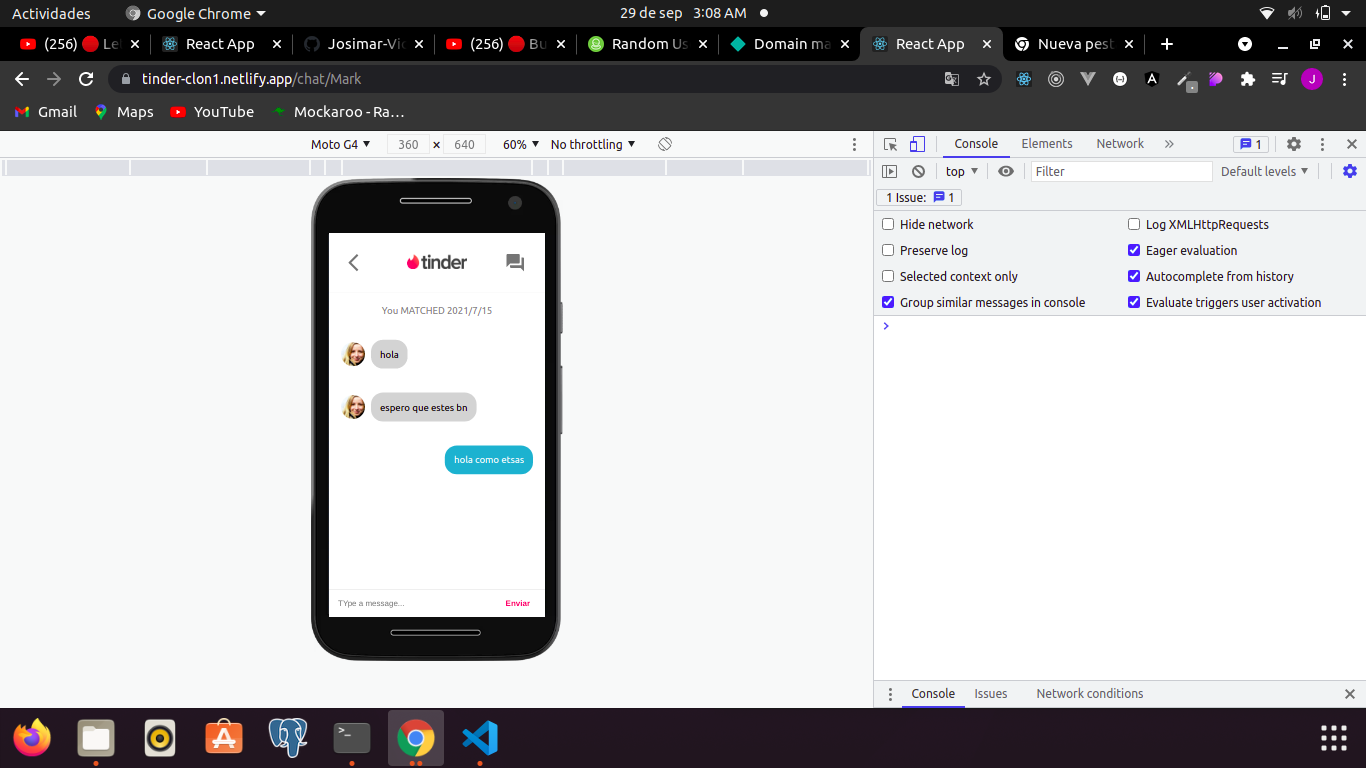 Actividades
Google Chrome
29 de sep 3:08 AM
(256)
React App
Josimar-Vic
(256)
Bu
Random Us
Domain ma
React App
Nueva pest
tinder-clon1.netlify.app/chat/Mark
J
Gmail
Maps
YouTube
Mockaroo - Ra...
Moto G4
360 × 640
60%
No throttling
Console
Elements
Network
1
top
Filter
Default levels
1 Issue: 1
Hide network
Log XMLHttpRequests
Preserve log
Eager evaluation
Selected context only
Autocomplete from history
Group similar messages in console
Evaluate triggers user activation
tinder
You MATCHED 2021/7/15
hola
espero que estes bn
hola como etsas
TYpe a message...
Enviar
Console
Issues
Network conditions